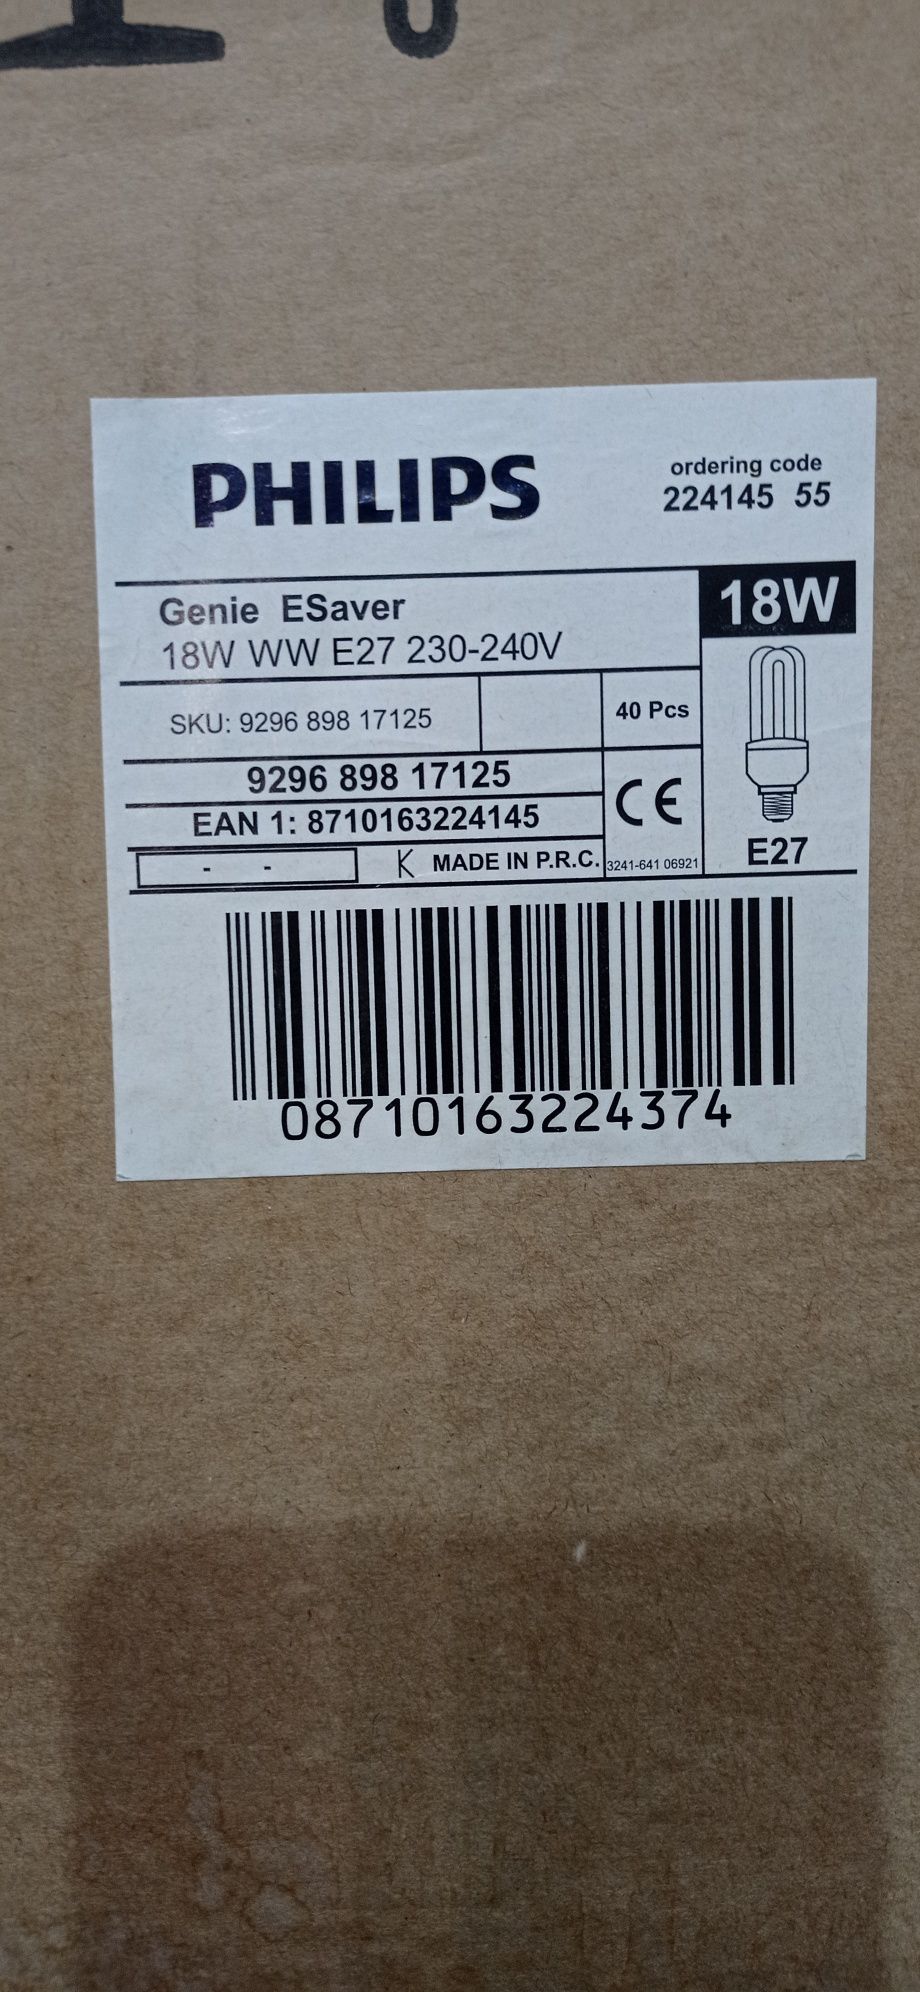 PHILIPS
ordering code
224145 55
Genie ESaver
18W WW E27 230-240V
18W
SKU: 9296 898 17125
40 Pcs
9296 898 17125
EAN 1: 8710163224145
CE
- -
K MADE IN P.R.C.
3241-641 06921
E27
08710163224374